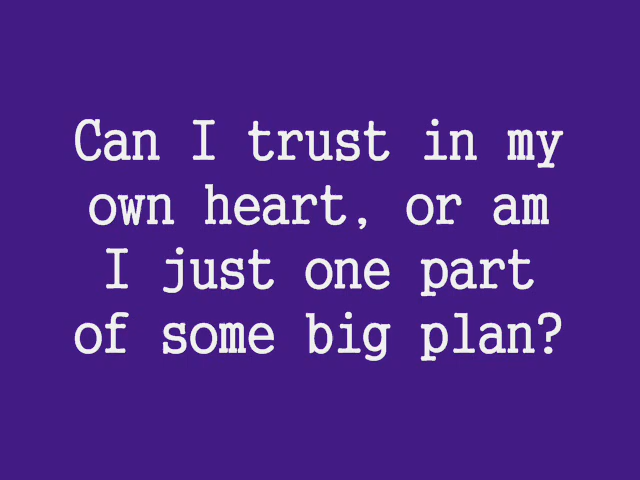 Can I trust in my
own heart, or am
I just one part
of some big plan?